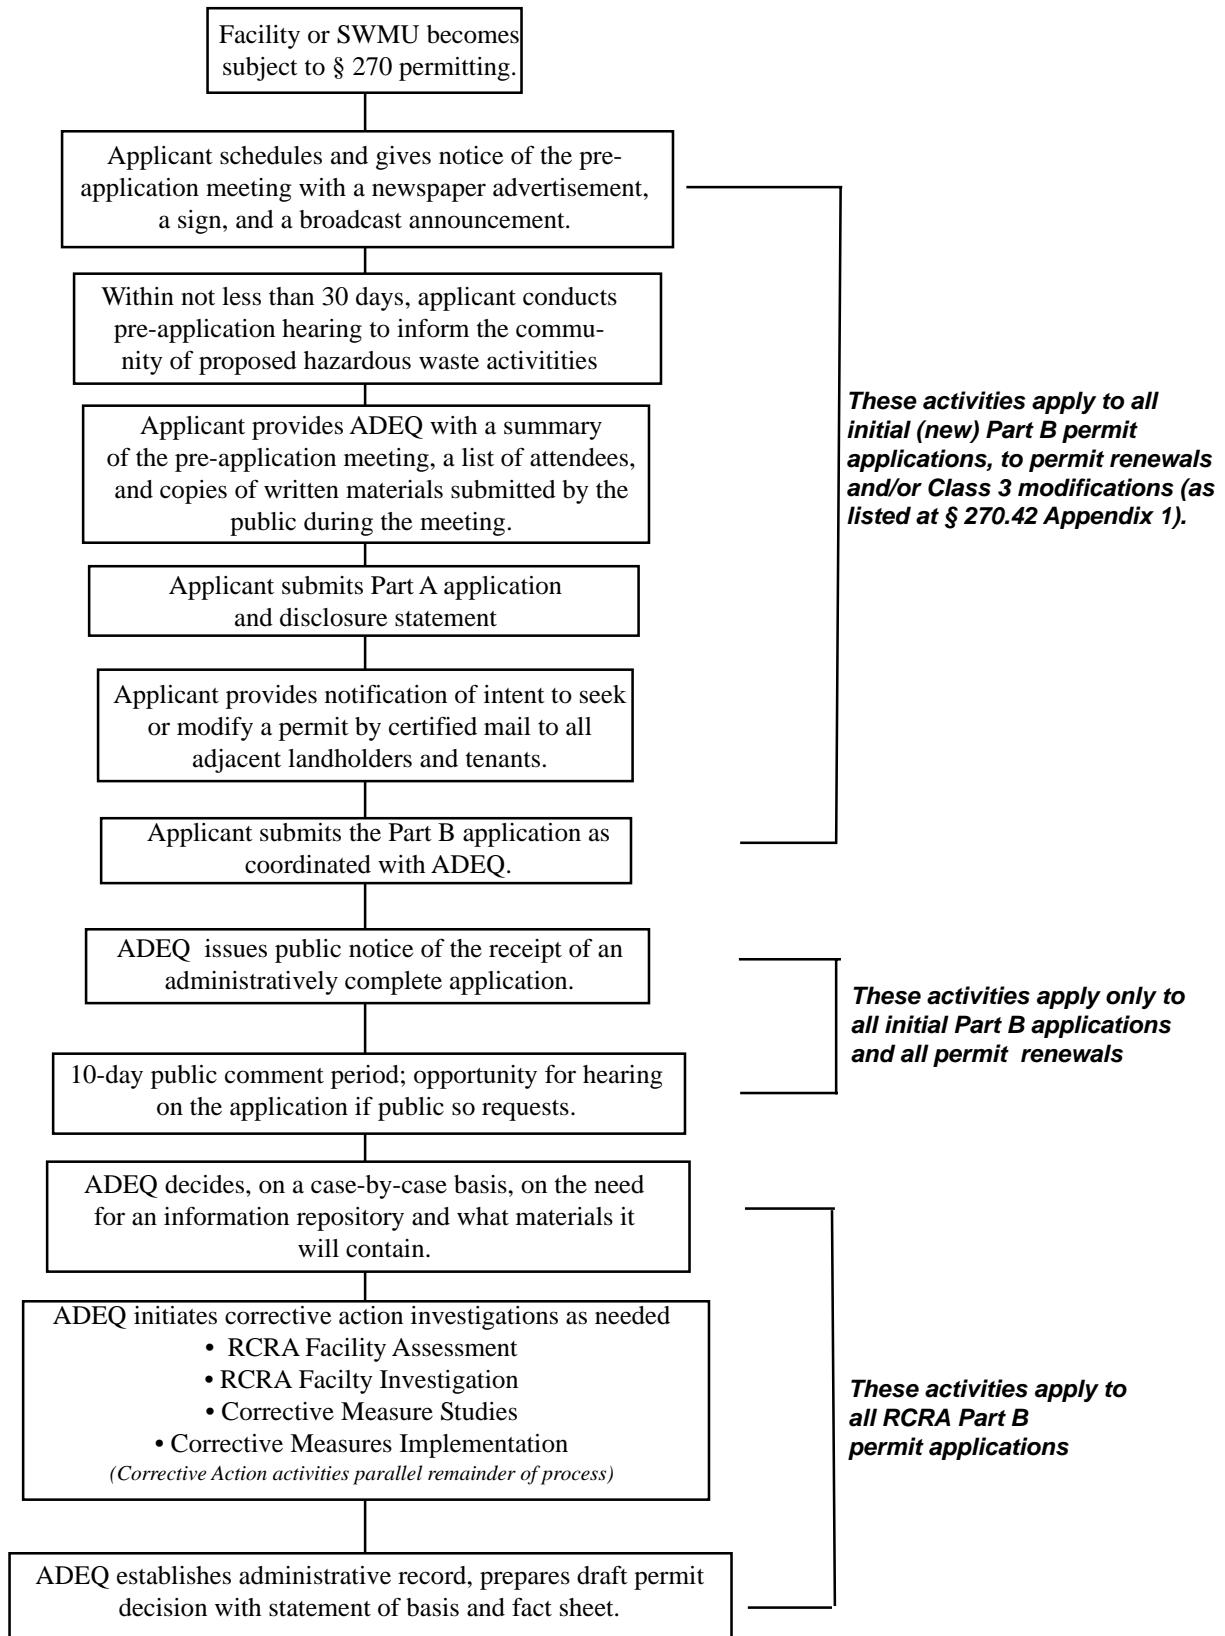 Facility or SWMU becomes
subject to § 270 permitting.
Applicant schedules and gives notice of the pre-
application meeting with a newspaper advertisement,
a sign, and a broadcast announcement.
Within not less than 30 days, applicant conducts
pre-application hearing to inform the commu-
nity of proposed hazardous waste activitities
Applicant provides ADEQ with a summary
of the pre-application meeting, a list of attendees,
and copies of written materials submitted by the
public during the meeting.
Applicant submits Part A application
and disclosure statement
Applicant provides notification of intent to seek
or modify a permit by certified mail to all
adjacent landholders and tenants.
Applicant submits the Part B application as
coordinated with ADEQ.
These activities apply to all
initial (new) Part B permit
applications, to permit renewals
and/or Class 3 modifications (as
listed at § 270.42 Appendix 1).
ADEQ issues public notice of the receipt of an
administratively complete application.
10-day public comment period; opportunity for hearing
on the application if public so requests.
These activities apply only to
all initial Part B applications
and all permit renewals
ADEQ decides, on a case-by-case basis, on the need
for an information repository and what materials it
will contain.
ADEQ initiates corrective action investigations as needed
• RCRA Facility Assessment
• RCRA Facilty Investigation
• Corrective Measure Studies
• Corrective Measures Implementation
(Corrective Action activities parallel remainder of process)
ADEQ establishes administrative record, prepares draft permit
decision with statement of basis and fact sheet.
These activities apply to
all RCRA Part B
permit applications